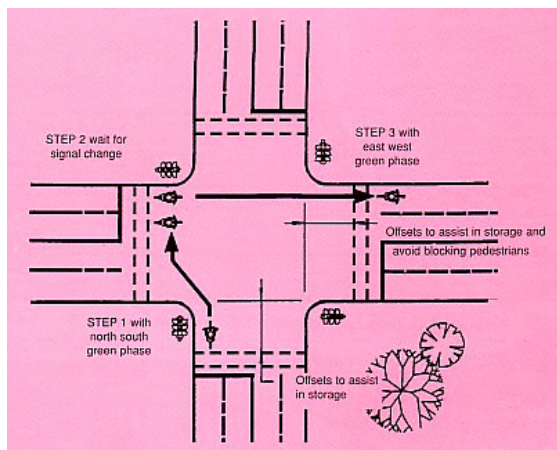 STEP 2 wait for
signal change
STEP 3 with
east west
green phase
Offsets to assist in storage and
avoid blocking pedestrians
STEP 1 with
north south
green phase
Offsets to assist
in storage